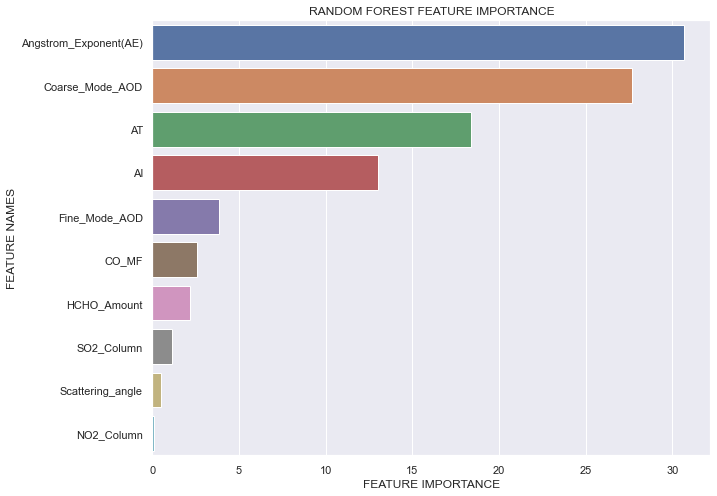 RANDOM FOREST FEATURE IMPORTANCE
Angstrom_Exponent(AE)
Coarse_Mode_AOD
AT
AI
Fine_Mode_AOD
CO_MF
HCHO_Amount
SO2_Column
Scattering_angle
NO2_Column
FEATURE NAMES
0 5 10 15 20 25 30
FEATURE IMPORTANCE